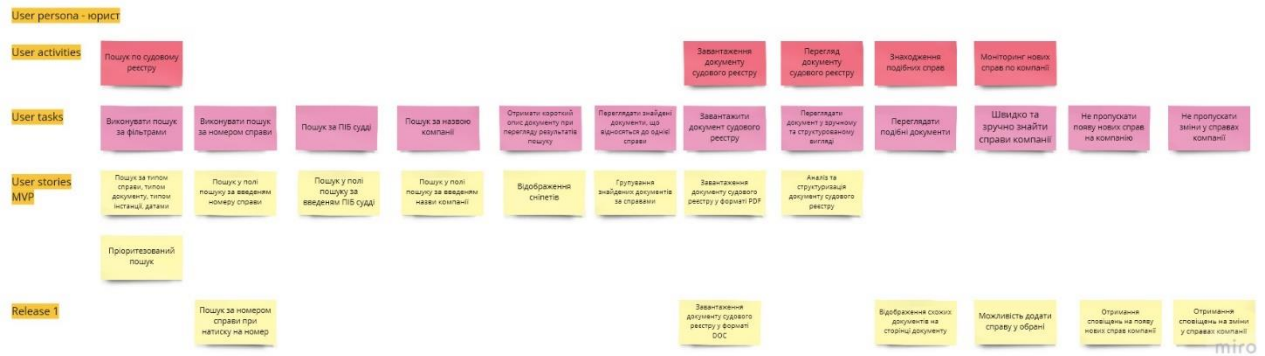 User persona - юрист
User activities
Пошук по судовому
реєстру
Завантаження
документу
судового реєстру
Перегляд
документу
судового реєстру
Знаходження
подібних справ
Моніторинг нових
справ по компанії
User tasks
Виконувати пошук
за фільтрами
Виконувати пошук
за номером справи
Пошук за ПІБ судді
Пошук за назвою
компанії
Отримати короткий
опис документу при
перегляду результатів
пошуку
Переглядати знайдені
документи, що
відносяться до однієї
справи
Завантажити
документ судового
реєстру
Переглядати
документ у зручному
та структурованому
вигляді
Переглядати
подібні документи
Швидко та
зручно знайти
справи компанії
Не пропускати
появу нових справ
на компанію
Не пропускати
зміни у справах
компанії
User stories
MVP
Пошук за типом
справи, типом
документу, типом
інстанції, датами
Пошук у полі
пошуку за введеням
номеру справи
Пошук у полі
пошуку за
введеням ПІБ судді
Пошук у полі
пошуку за введеням
назви компанії
Відображення
сніпетів
Групування
знайдених документів
за справами
Завантаження
документу судового
реєстру у форматі PDF
Аналіз та
структуризація
документу судового
реєстру
Пріоритезований
пошук
Release 1
Пошук за номером
справи при
натиску на номер
Завантаження
документу судового
реєстру у форматі
DOC
Відображення схожих
документів на
сторінці документу
Можливість додати
справу у обрані
Отримання
сповіщень на появу
нових справ компанії
Отримання
сповіщень на зміни
у справах компанії
miro